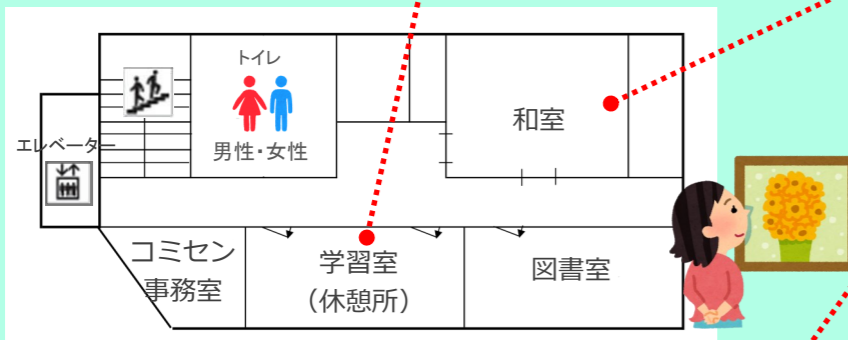 トイレ
男性・女性
和室
エレベーター
コミセン
事務室
学習室
（休憩所）
図書室